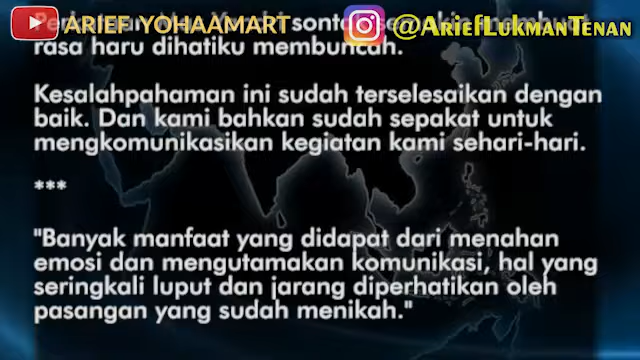 ARIEF YOHAAMART
@AriefLukmanTenan
rasa haru dihatiku membuncah.
Kesalahpahaman ini sudah terselesaikan dengan
baik. Dan kami bahkan sudah sepakat untuk
mengkomunikasikan kegiatan kami sehari-hari.
***
"Banyak manfaat yang didapat dari menahan
emosi dan mengutamakan komunikasi, hal yang
seringkali luput dan jarang diperhatikan oleh
pasangan yang sudah menikah."